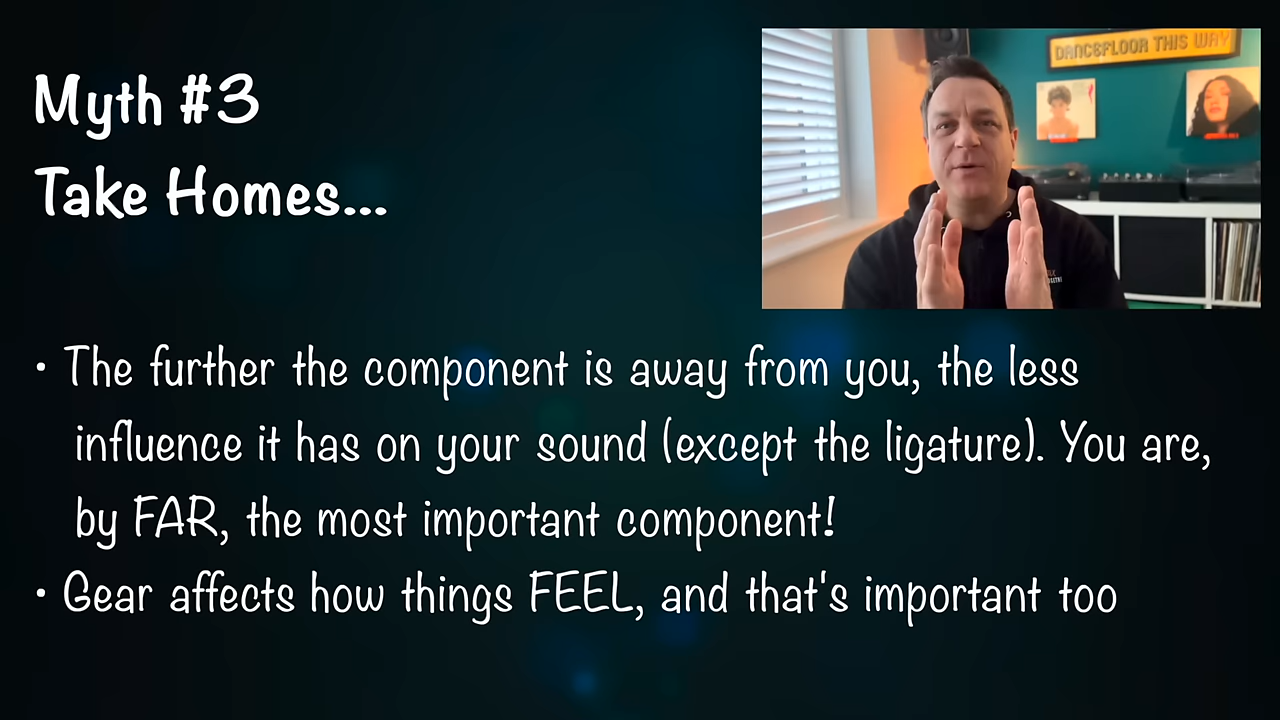 Myth #3
Take Homes...
DANCEFLOOR THIS WAY
• The further the component is away from you, the less
influence it has on your sound (except the ligature). You are,
by FAR, the most important component!
• Gear affects how things FEEL, and that's important too